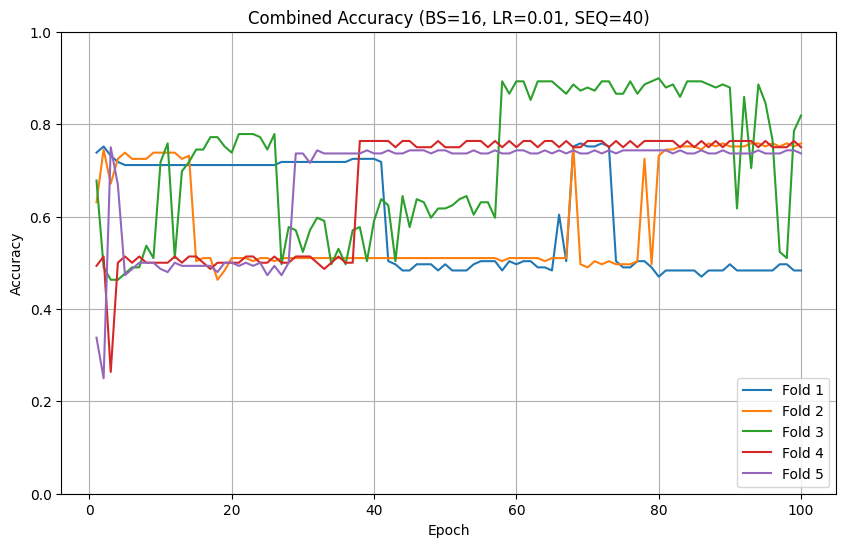 Combined Accuracy (BS=16, LR=0.01, SEQ=40)
1.0
0.8
0.6
0.4
0.2
0.0
Accuracy
0
20
40
60
80
100
Epoch
Fold 1
Fold 2
Fold 3
Fold 4
Fold 5